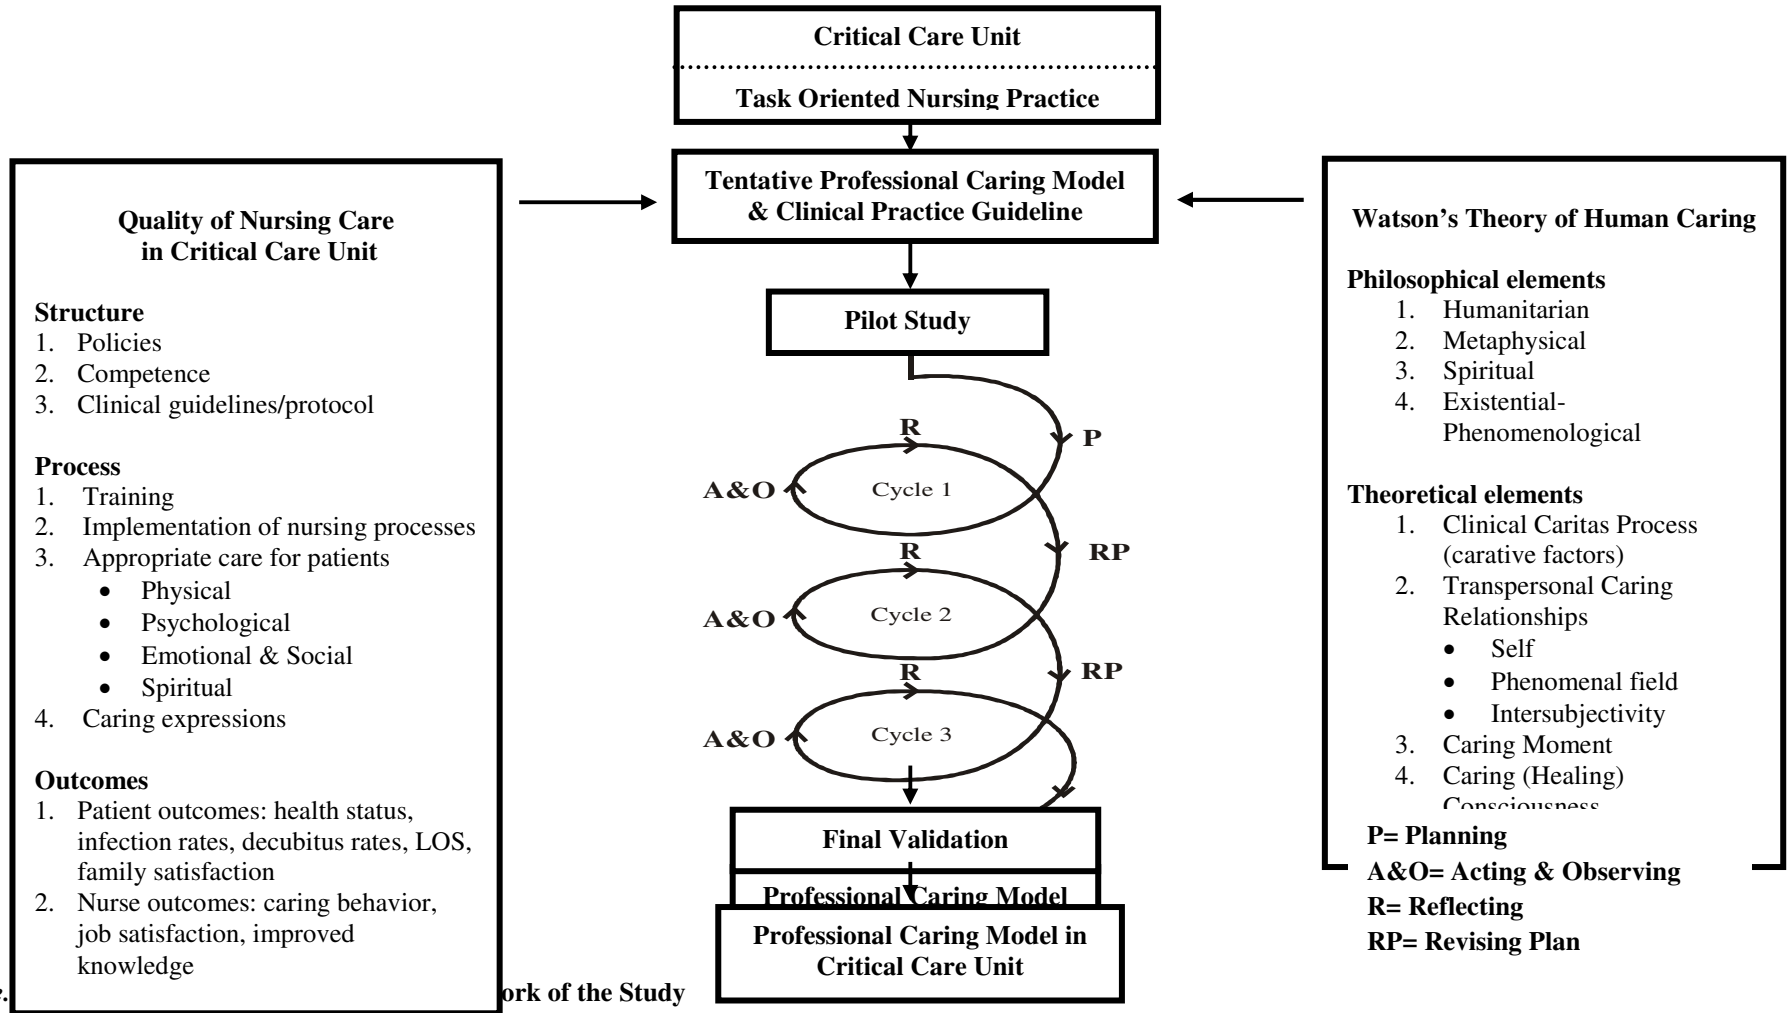 Critical Care Unit
Task Oriented Nursing Practice
Tentative Professional Caring Model
& Clinical Practice Guideline
Pilot Study
Quality of Nursing Care
in Critical Care Unit
Structure
1. Policies
2. Competence
3. Clinical guidelines/protocol
Process
1. Training
2. Implementation of nursing processes
3. Appropriate care for patients
• Physical
• Psychological
• Emotional & Social
• Spiritual
4. Caring expressions
Outcomes
1. Patient outcomes: health status,
infection rates, decubitus rates, LOS,
family satisfaction
2. Nurse outcomes: caring behavior,
job satisfaction, improved
knowledge
P
R
A&O
Cycle 1
RP
R
A&O
Cycle 2
RP
R
A&O
Cycle 3
Final Validation
Professional Caring Model
Professional Caring Model in
Critical Care Unit
Watson’s Theory of Human Caring
Philosophical elements
1. Humanitarian
2. Metaphysical
3. Spiritual
4. Existential-
Phenomenological
Theoretical elements
1. Clinical Caritas Process
(carative factors)
2. Transpersonal Caring
Relationships
• Self
• Phenomenal field
• Intersubjectivity
3. Caring Moment
4. Caring (Healing)
Consciousness
P= Planning
A&O= Acting & Observing
R= Reflecting
RP= Revising Plan
ork of the Study